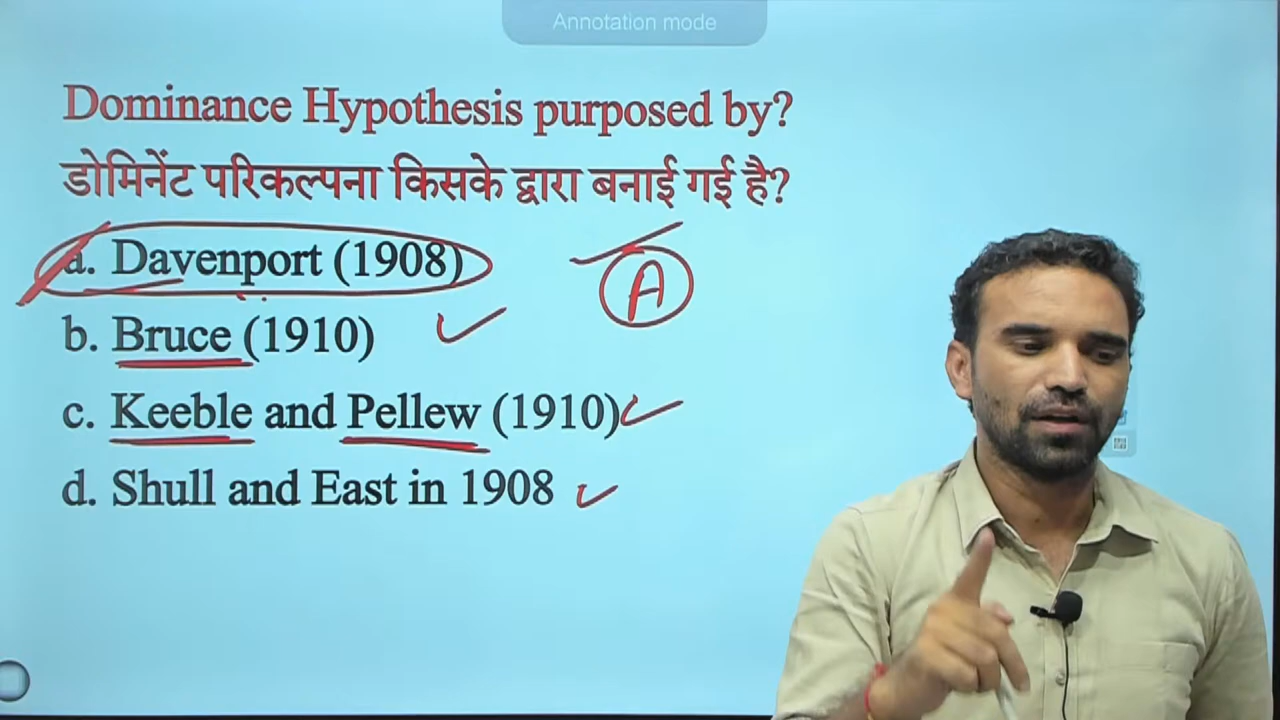 Annotation mode
Dominance Hypothesis purposed by?
डोमिनेंट परिकल्पना किसके द्वारा बनाई गई है?
a. Davenport (1908)
A
b. Bruce (1910)
c. Keeble and Pellew (1910)
d. Shull and East in 1908